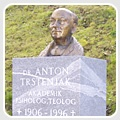 DR. ANTON
TRSTENJAK
AKADEMIK
PSIHOLOG, TEOLOG
✝1906-1996✝